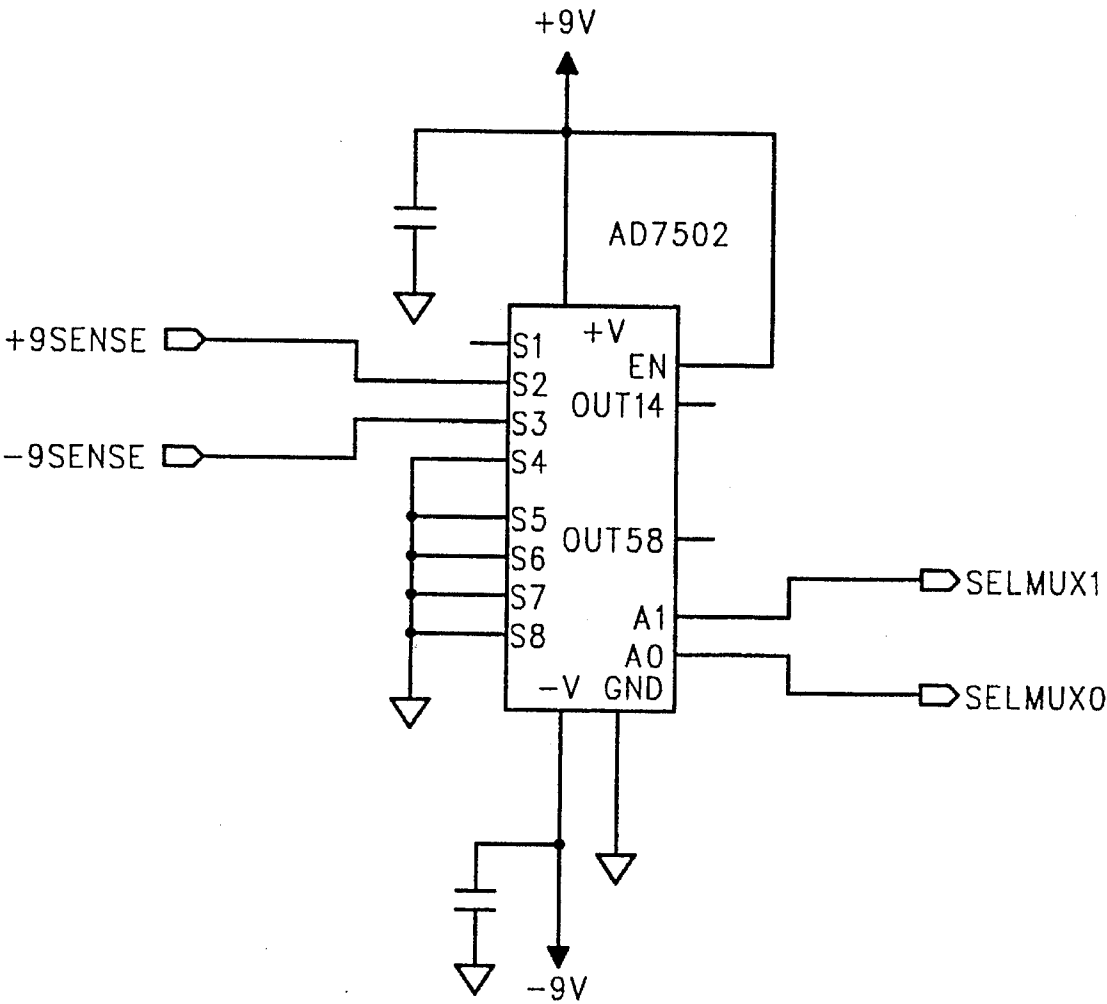 +9V
AD7502
+9SENSE
-9SENSE
S1
S2
S3
S4
S5
S6
S7
S8
+V
EN
OUT14
OUT58
A1
A0
-V GND
SELMUX1
SELMUX0
-9V